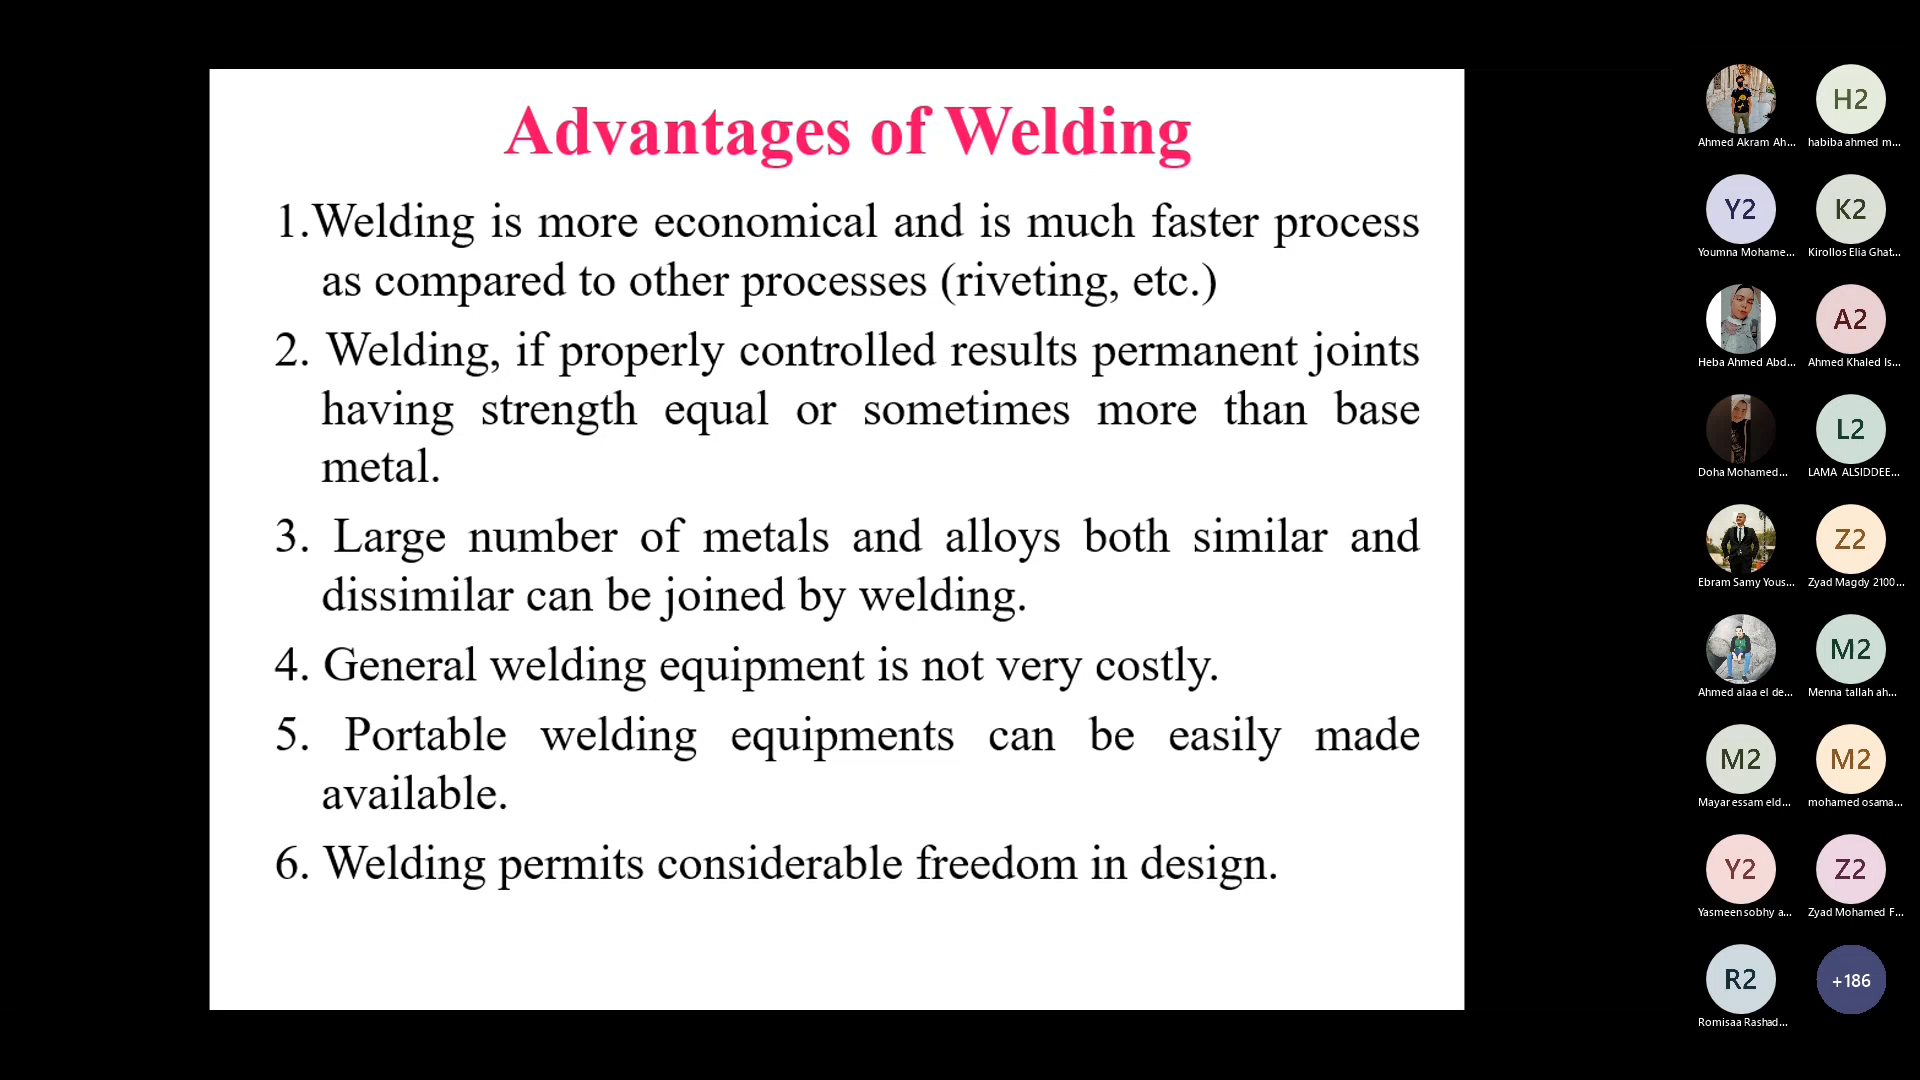 Advantages of Welding
1.Welding is more economical and is much faster process
as compared to other processes (riveting, etc.)
2. Welding, if properly controlled results permanent joints
having strength equal or sometimes more than base
metal.
3. Large number of metals and alloys both similar and
dissimilar can be joined by welding.
4. General welding equipment is not very costly.
5. Portable welding equipments can be easily made
available.
6. Welding permits considerable freedom in design.
H2
Ahmed Akram Ah...
habiba ahmed m...
Y2
K2
Youmna Mohame...
Kirollos Elia Ghat...
A2
Heba Ahmed Abd...
Ahmed Khaled Is...
L2
Doha Mohamed...
LAMA ALSIDDEE...
Z2
Ebram Samy Yous...
Zyad Magdy 2100...
M2
Ahmed alaa el de...
Menna tallah ah...
M2
M2
Mayar essam eld...
mohamed osama...
Y2
Z2
Yasmeen sobhy a...
Zyad Mohamed F...
R2
+186
Romisaa Rashad...